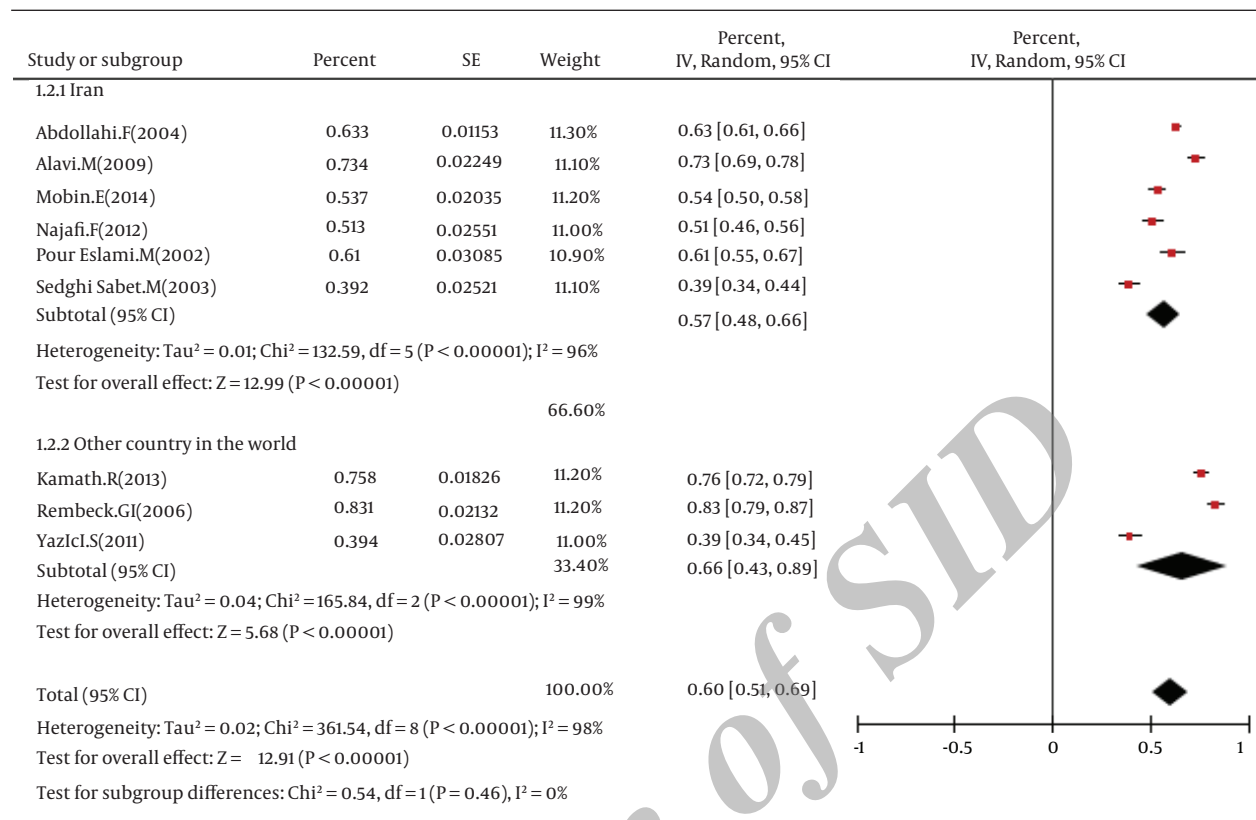 Study or subgroup Percent SE Weight Percent, IV, Random, 95% CI Percent, IV, Random, 95% CI
1.2.1 Iran
Abdollahi.F(2004) 0.633 0.01153 11.30% 0.63 [0.61, 0.66]
Alavi.M(2009) 0.734 0.02249 11.10% 0.73 [0.69, 0.78]
Mobin.E(2014) 0.537 0.02035 11.20% 0.54 [0.50, 0.58]
Najafi.F(2012) 0.513 0.02551 11.00% 0.51 [0.46, 0.56]
Pour Eslami.M(2002) 0.61 0.03085 10.90% 0.61 [0.55, 0.67]
Sedghi Sabet.M(2003) 0.392 0.02521 11.10% 0.39 [0.34, 0.44]
Subtotal (95% CI) 0.57 [0.48, 0.66]
Heterogeneity: Tau² = 0.01; Chi² = 132.59, df = 5 (P < 0.00001); I² = 96%
Test for overall effect: Z = 12.99 (P < 0.00001)
66.60%
1.2.2 Other country in the world
Kamath.R(2013) 0.758 0.01826 11.20% 0.76 [0.72, 0.79]
Rembeck.GI(2006) 0.831 0.02132 11.20% 0.83 [0.79, 0.87]
YazIcI.S(2011) 0.394 0.02807 11.00% 0.39 [0.34, 0.45]
Subtotal (95% CI) 33.40% 0.66 [0.43, 0.89]
Heterogeneity: Tau² = 0.04; Chi² = 165.84, df = 2 (P < 0.00001); I² = 99%
Test for overall effect: Z = 5.68 (P < 0.00001)
Total (95% CI) 100.00% 0.60 [0.51, 0.69]
Heterogeneity: Tau² = 0.02; Chi² = 361.54, df = 8 (P < 0.00001); I² = 98%
Test for overall effect: Z = 12.91 (P < 0.00001)
Test for subgroup differences: Chi² = 0.54, df = 1 (P = 0.46), I² = 0%
-1 -0.5 0 0.5 1
of SID